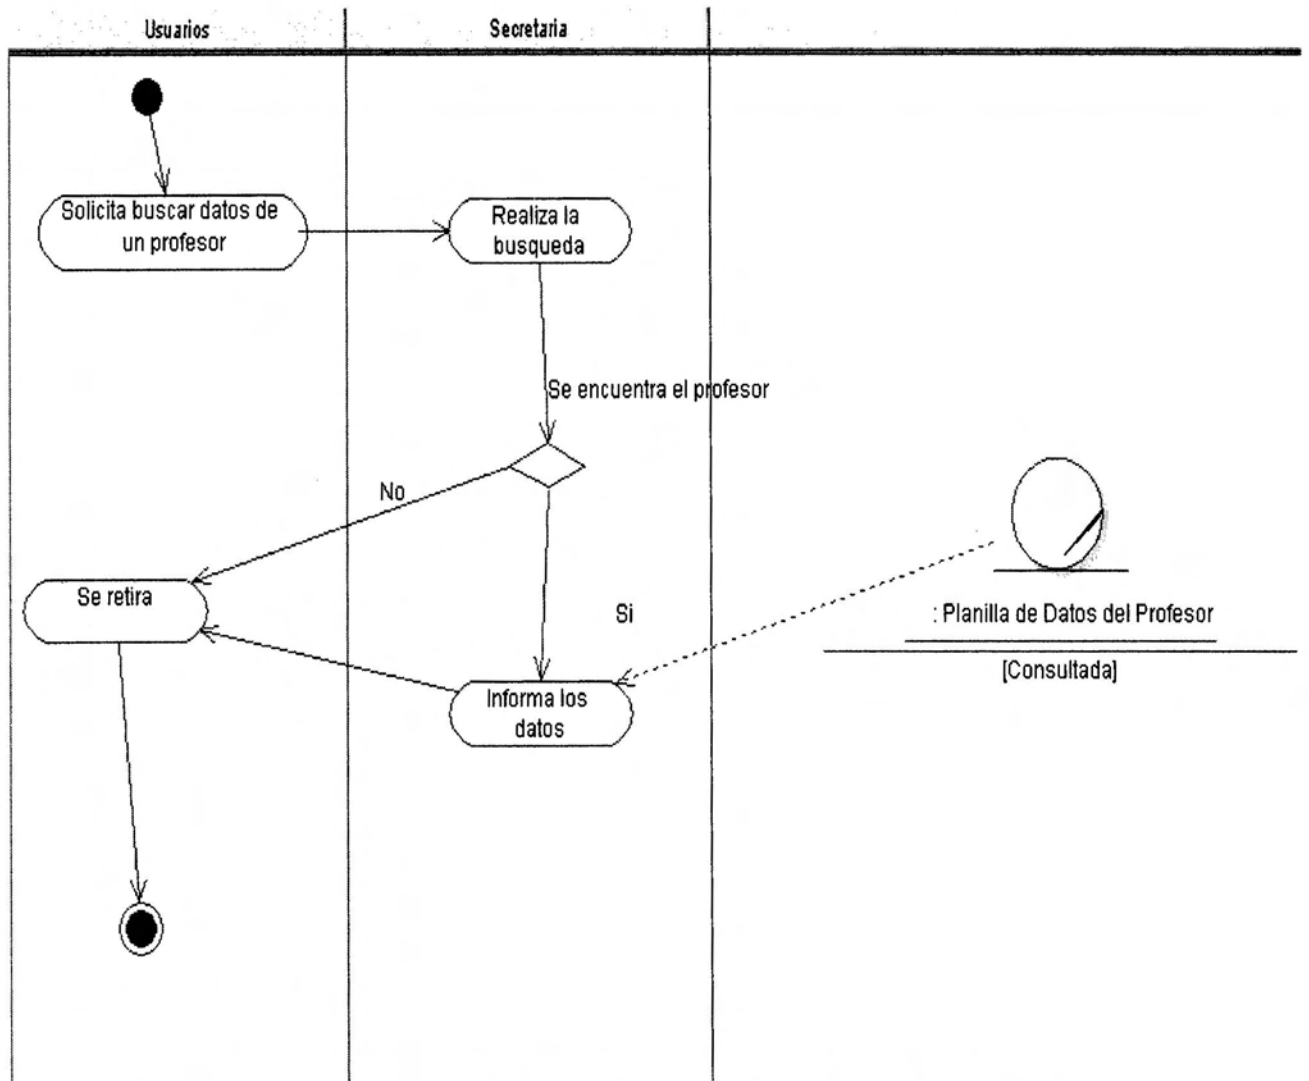 Usuarios
Secretaria
Solicita buscar datos de
un profesor
Realiza la
busqueda
Se encuentra el profesor
No
Se retira
Si
: Planilla de Datos del Profesor
[Consultada]
Informa los
datos